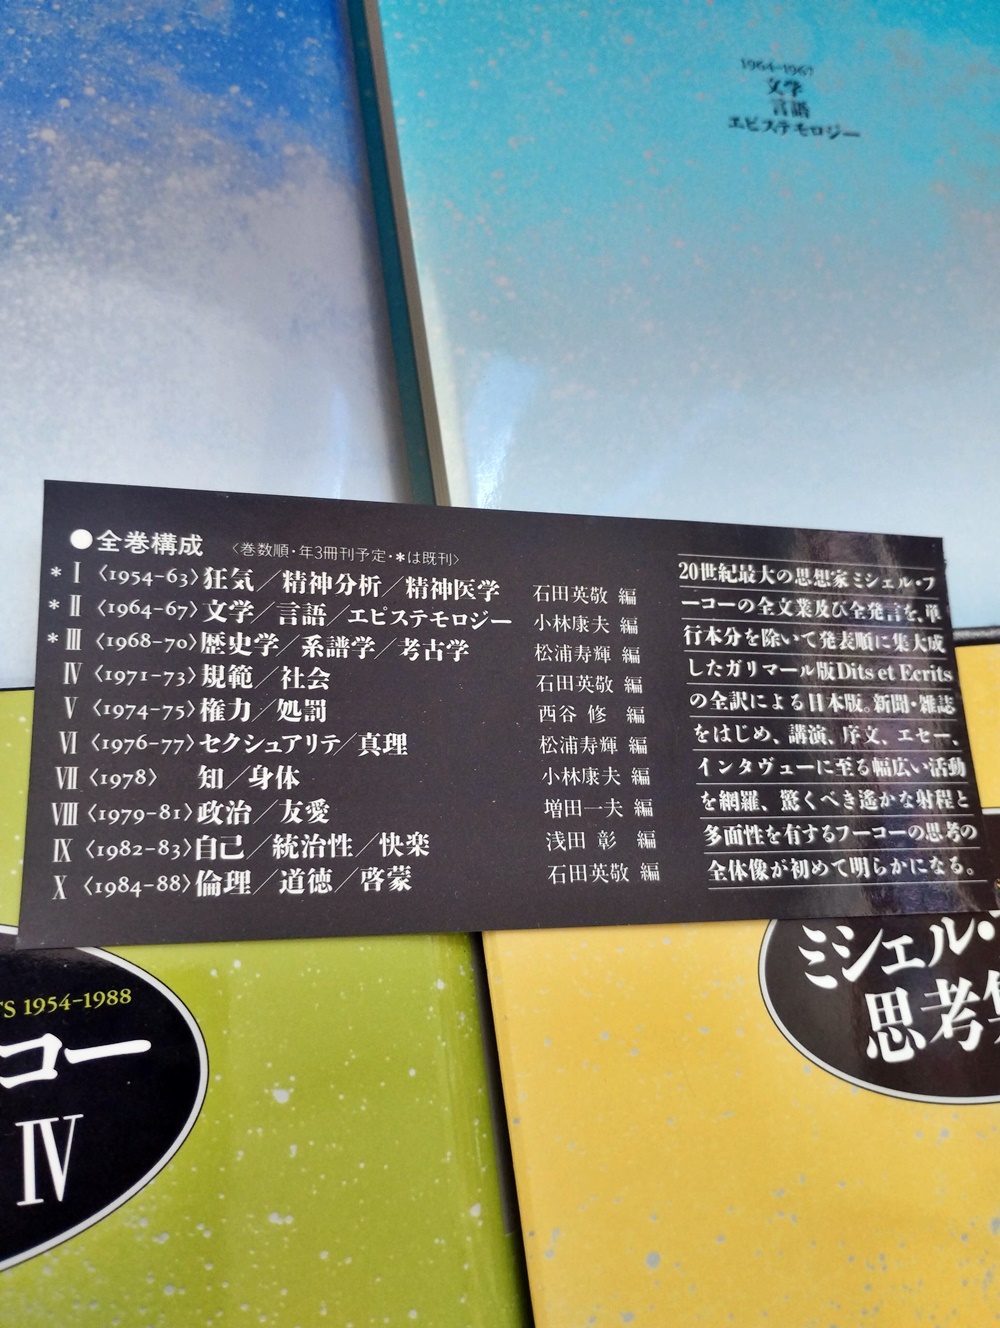 1964–1967
文学
言語
エピステモロジー
●全巻構成 〈巻数順・年3冊刊予定・*は既刊〉
*Ⅰ〈1954-63〉狂気／精神分析／精神医学 石田英敬 編
*Ⅱ〈1964-67〉文学／言語／エピステモロジー 小林康夫 編
*Ⅲ〈1968-70〉歴史学／系譜学／考古学 松浦寿輝 編
Ⅳ〈1971-73〉規範／社会 石田英敬 編
Ⅴ〈1974-75〉権力／処罰 西谷 修 編
Ⅵ〈1976-77〉セクシュアリテ／真理 松浦寿輝 編
Ⅶ〈1978〉 知／身体 小林康夫 編
Ⅷ〈1979-81〉政治／友愛 増田一夫 編
Ⅸ〈1982-83〉自己／統治性／快楽 浅田 彰 編
Ⅹ〈1984-88〉倫理／道徳／啓蒙 石田英敬 編
20世紀最大の思想家ミシェル・フ
ーコーの全文業及び全発言を、単
行本分を除いて発表順に集大成
したガリマール版Dits et Ecrits
の全訳による日本版。新聞・雑誌
をはじめ、講演、序文、エセー、
インタヴューに至る幅広い活動
を網羅、驚くべき遙かな射程と
多面性を有するフーコーの思考の
全体像が初めて明らかになる。
TS 1954–1988
コー
Ⅳ
ミシェル・
思考集